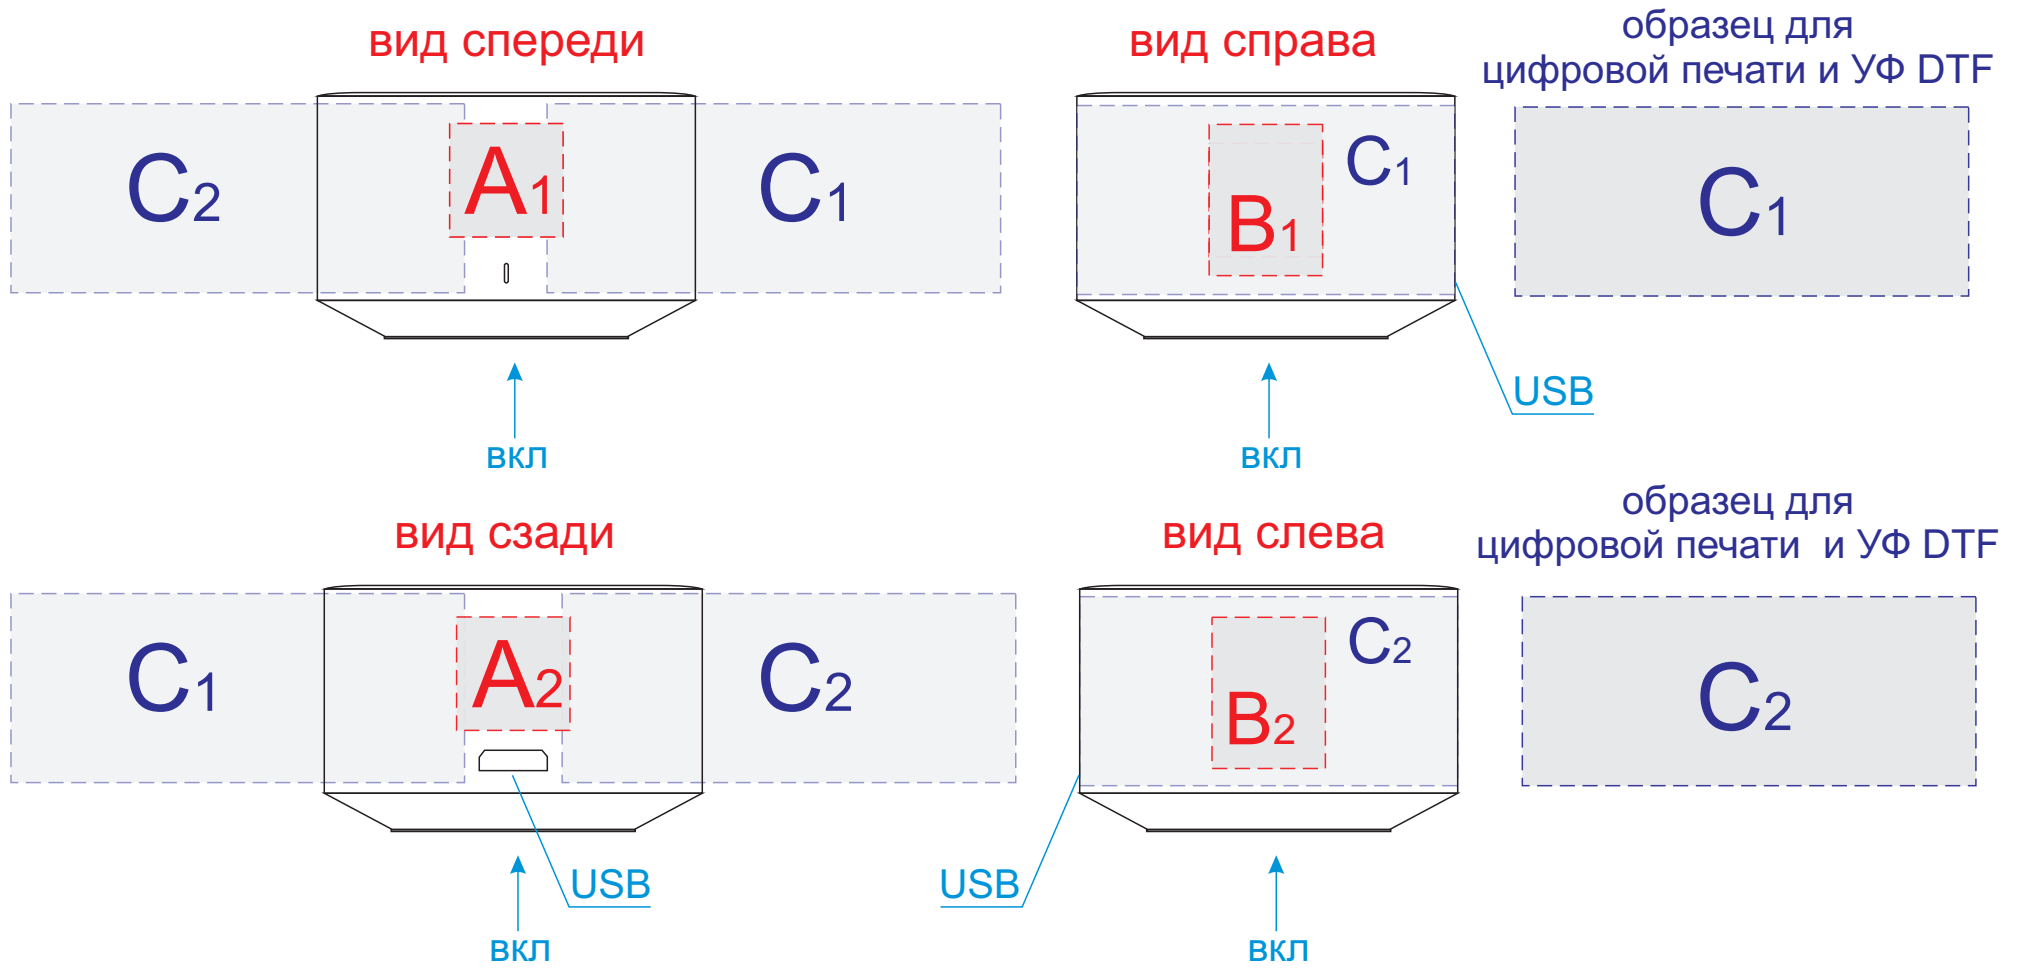 вид спереди
вид справа
образец для
цифровой печати и УФ DTF
C2
A1
C1
B1
C1
C1
USB
вкл
вкл
вид сзади
вид слева
образец для
цифровой печати и УФ DTF
C1
A2
C2
B2
C2
C2
USB
USB
вкл
вкл